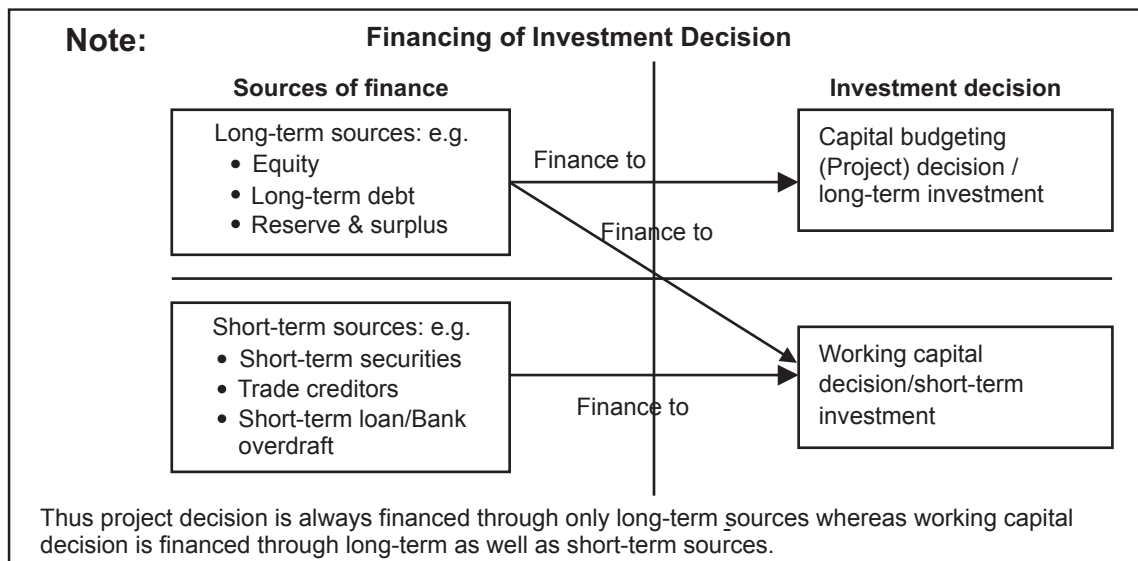 Note:
Financing of Investment Decision
Sources of finance
Investment decision
Long-term sources: e.g.
• Equity
• Long-term debt
• Reserve & surplus
Finance to
Capital budgeting
(Project) decision /
long-term investment
Finance to
Short-term sources: e.g.
• Short-term securities
• Trade creditors
• Short-term loan/Bank
overdraft
Finance to
Working capital
decision/short-term
investment
Thus project decision is always financed through only long-term sources whereas working capital
decision is financed through long-term as well as short-term sources.